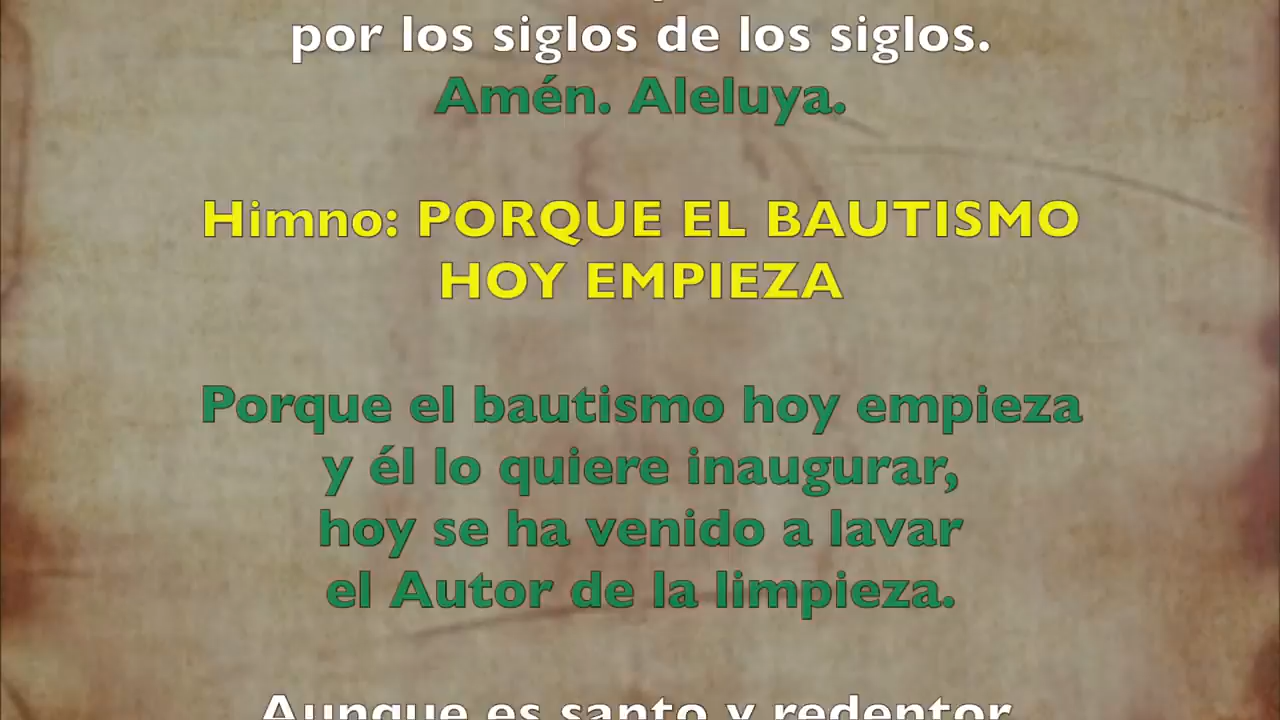 por los siglos de los siglos.
Amén. Aleluya.
Himno: PORQUE EL BAUTISMO
HOY EMPIEZA
Porque el bautismo hoy empieza
y él lo quiere inaugurar,
hoy se ha venido a lavar
el Autor de la limpieza.
Aunque es santo y redentor